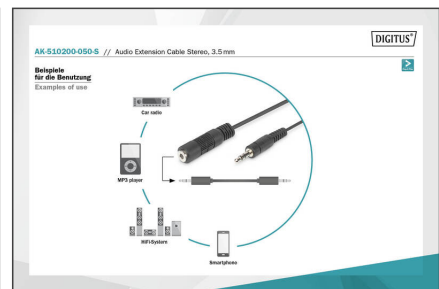 DIGITUS®
AK-510200-050-S // Audio Extension Cable Stereo, 3.5 mm
Beispiele
für die Benutzung
Examples of use
Car radio
MP3 player
HiFi-System
Smartphone